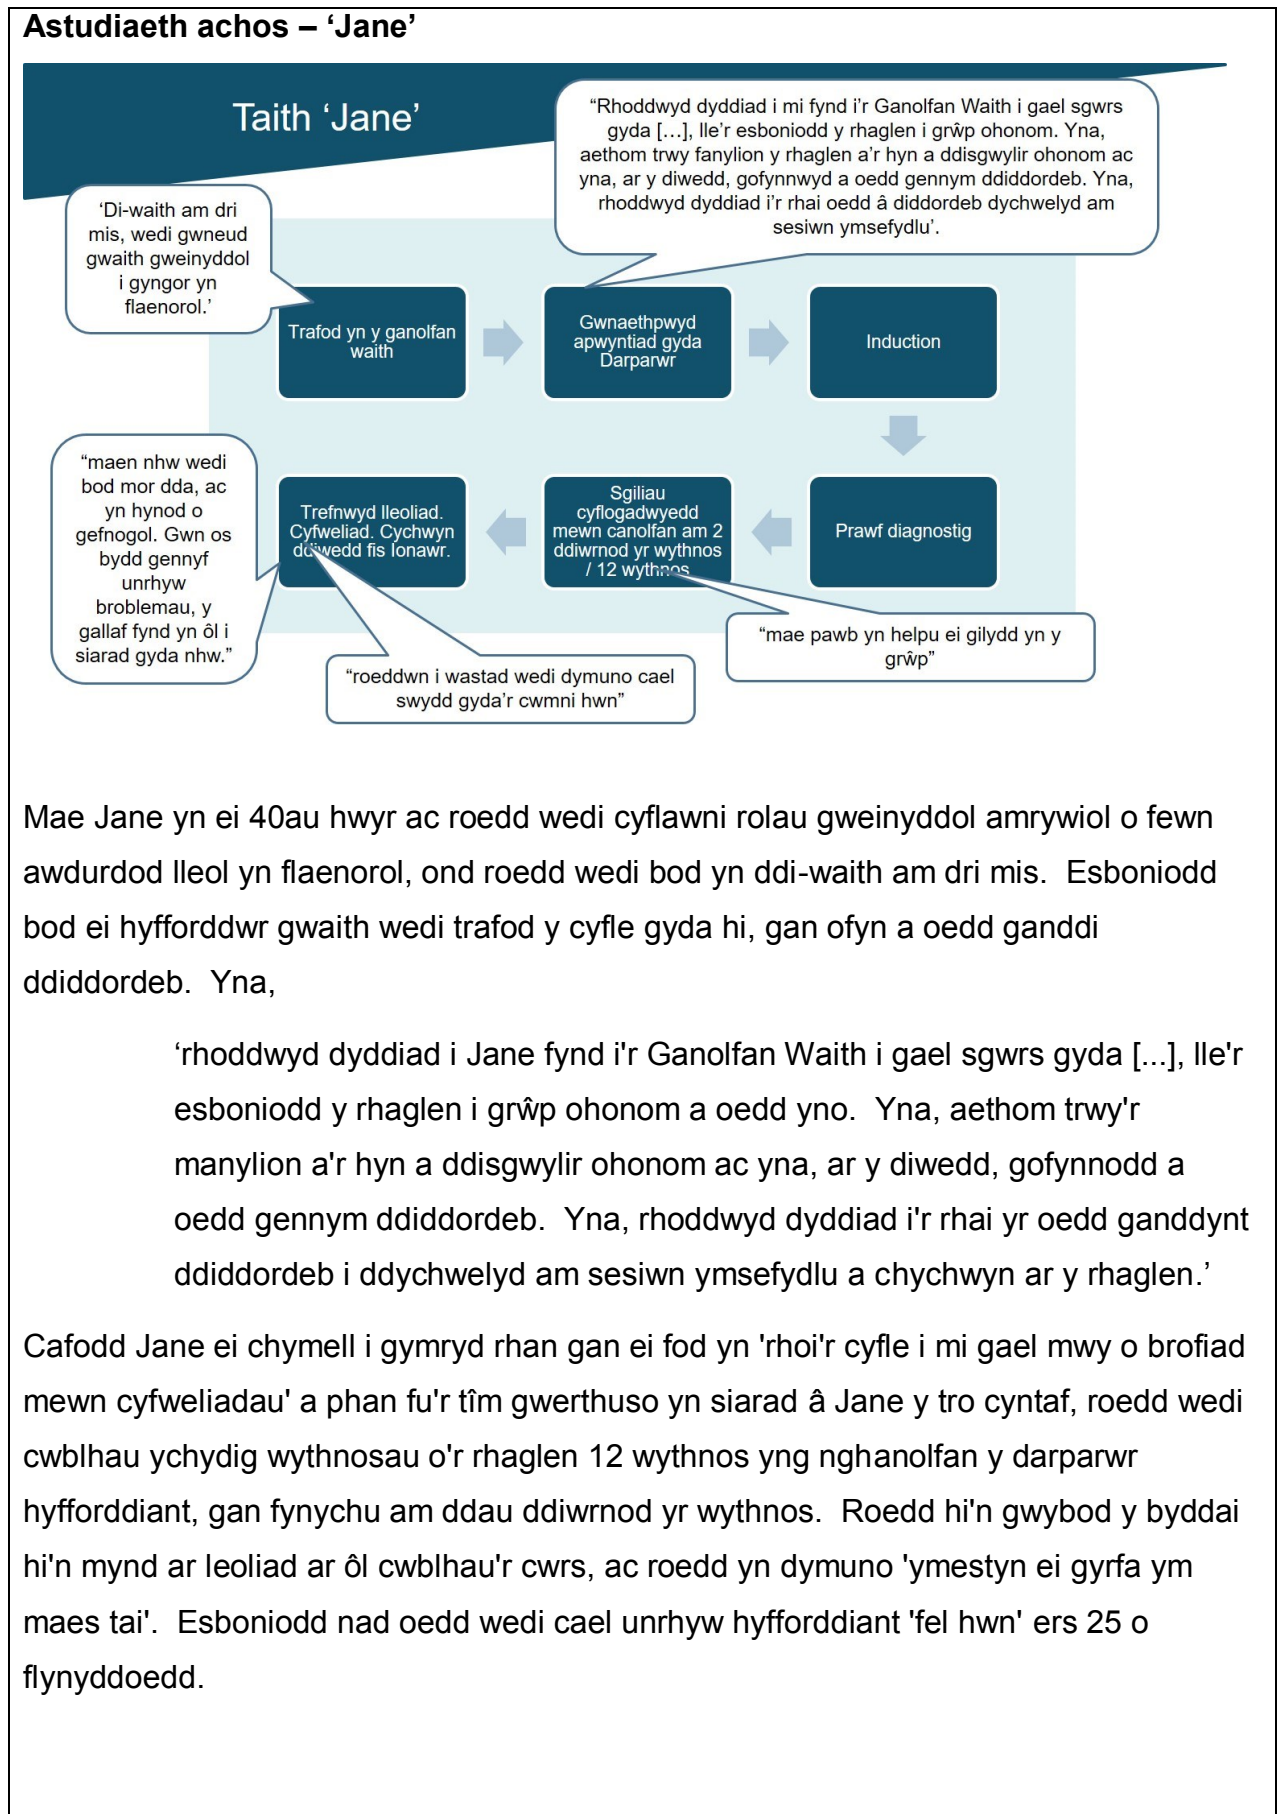 Astudiaeth achos – ‘Jane’
Taith ‘Jane’
“Rhoddwyd dyddiad i mi fynd i’r Ganolfan Waith i gael sgwrs
gyda […], lle’r esboniodd y rhaglen i grŵp ohonom. Yna,
aethom trwy fanylion y rhaglen a’r hyn a ddisgwylir ohonom ac
yna, ar y diwedd, gofynnwyd a oedd gennym ddiddordeb. Yna,
rhoddwyd dyddiad i’r rhai oedd â diddordeb dychwelyd am
sesiwn ymsefydlu’.
‘Di-waith am dri
mis, wedi gwneud
gwaith gweinyddol
i gyngor yn
flaenorol.’
Trafod yn y ganolfan
waith
Gwnaethpwyd
apwyntiad gyda
Darparwr
Induction
Prawf diagnostig
Sgiliau
cyflogadwyedd
mewn canolfan am 2
ddiwrnod yr wythnos
/ 12 wythnos
Trefnwyd lleoliad.
Cyfweliad. Cychwyn
ddiwedd fis Ionawr.
“maen nhw wedi
bod mor dda, ac
yn hynod o
gefnogol. Gwn os
bydd gennyf
unrhyw
broblemau, y
gallaf fynd yn ôl i
siarad gyda nhw.”
“mae pawb yn helpu ei gilydd yn y
grŵp”
“roeddwn i wastad wedi dymuno cael
swydd gyda’r cwmni hwn”
Mae Jane yn ei 40au hwyr ac roedd wedi cyflawni rolau gweinyddol amrywiol o fewn
awdurdod lleol yn flaenorol, ond roedd wedi bod yn ddi-waith am dri mis.  Esboniodd
bod ei hyfforddwr gwaith wedi trafod y cyfle gyda hi, gan ofyn a oedd ganddi
ddiddordeb.  Yna,
‘rhoddwyd dyddiad i Jane fynd i'r Ganolfan Waith i gael sgwrs gyda [...], lle'r
esboniodd y rhaglen i grŵp ohonom a oedd yno.  Yna, aethom trwy'r
manylion a'r hyn a ddisgwylir ohonom ac yna, ar y diwedd, gofynnodd a
oedd gennym ddiddordeb.  Yna, rhoddwyd dyddiad i'r rhai yr oedd ganddynt
ddiddordeb i ddychwelyd am sesiwn ymsefydlu a chychwyn ar y rhaglen.’
Cafodd Jane ei chymell i gymryd rhan gan ei fod yn 'rhoi'r cyfle i mi gael mwy o brofiad
mewn cyfweliadau' a phan fu'r tîm gwerthuso yn siarad â Jane y tro cyntaf, roedd wedi
cwblhau ychydig wythnosau o'r rhaglen 12 wythnos yng nghanolfan y darparwr
hyfforddiant, gan fynychu am ddau ddiwrnod yr wythnos.  Roedd hi'n gwybod y byddai
hi'n mynd ar leoliad ar ôl cwblhau'r cwrs, ac roedd yn dymuno 'ymestyn ei gyrfa ym
maes tai'.  Esboniodd nad oedd wedi cael unrhyw hyfforddiant 'fel hwn' ers 25 o
flynyddoedd.